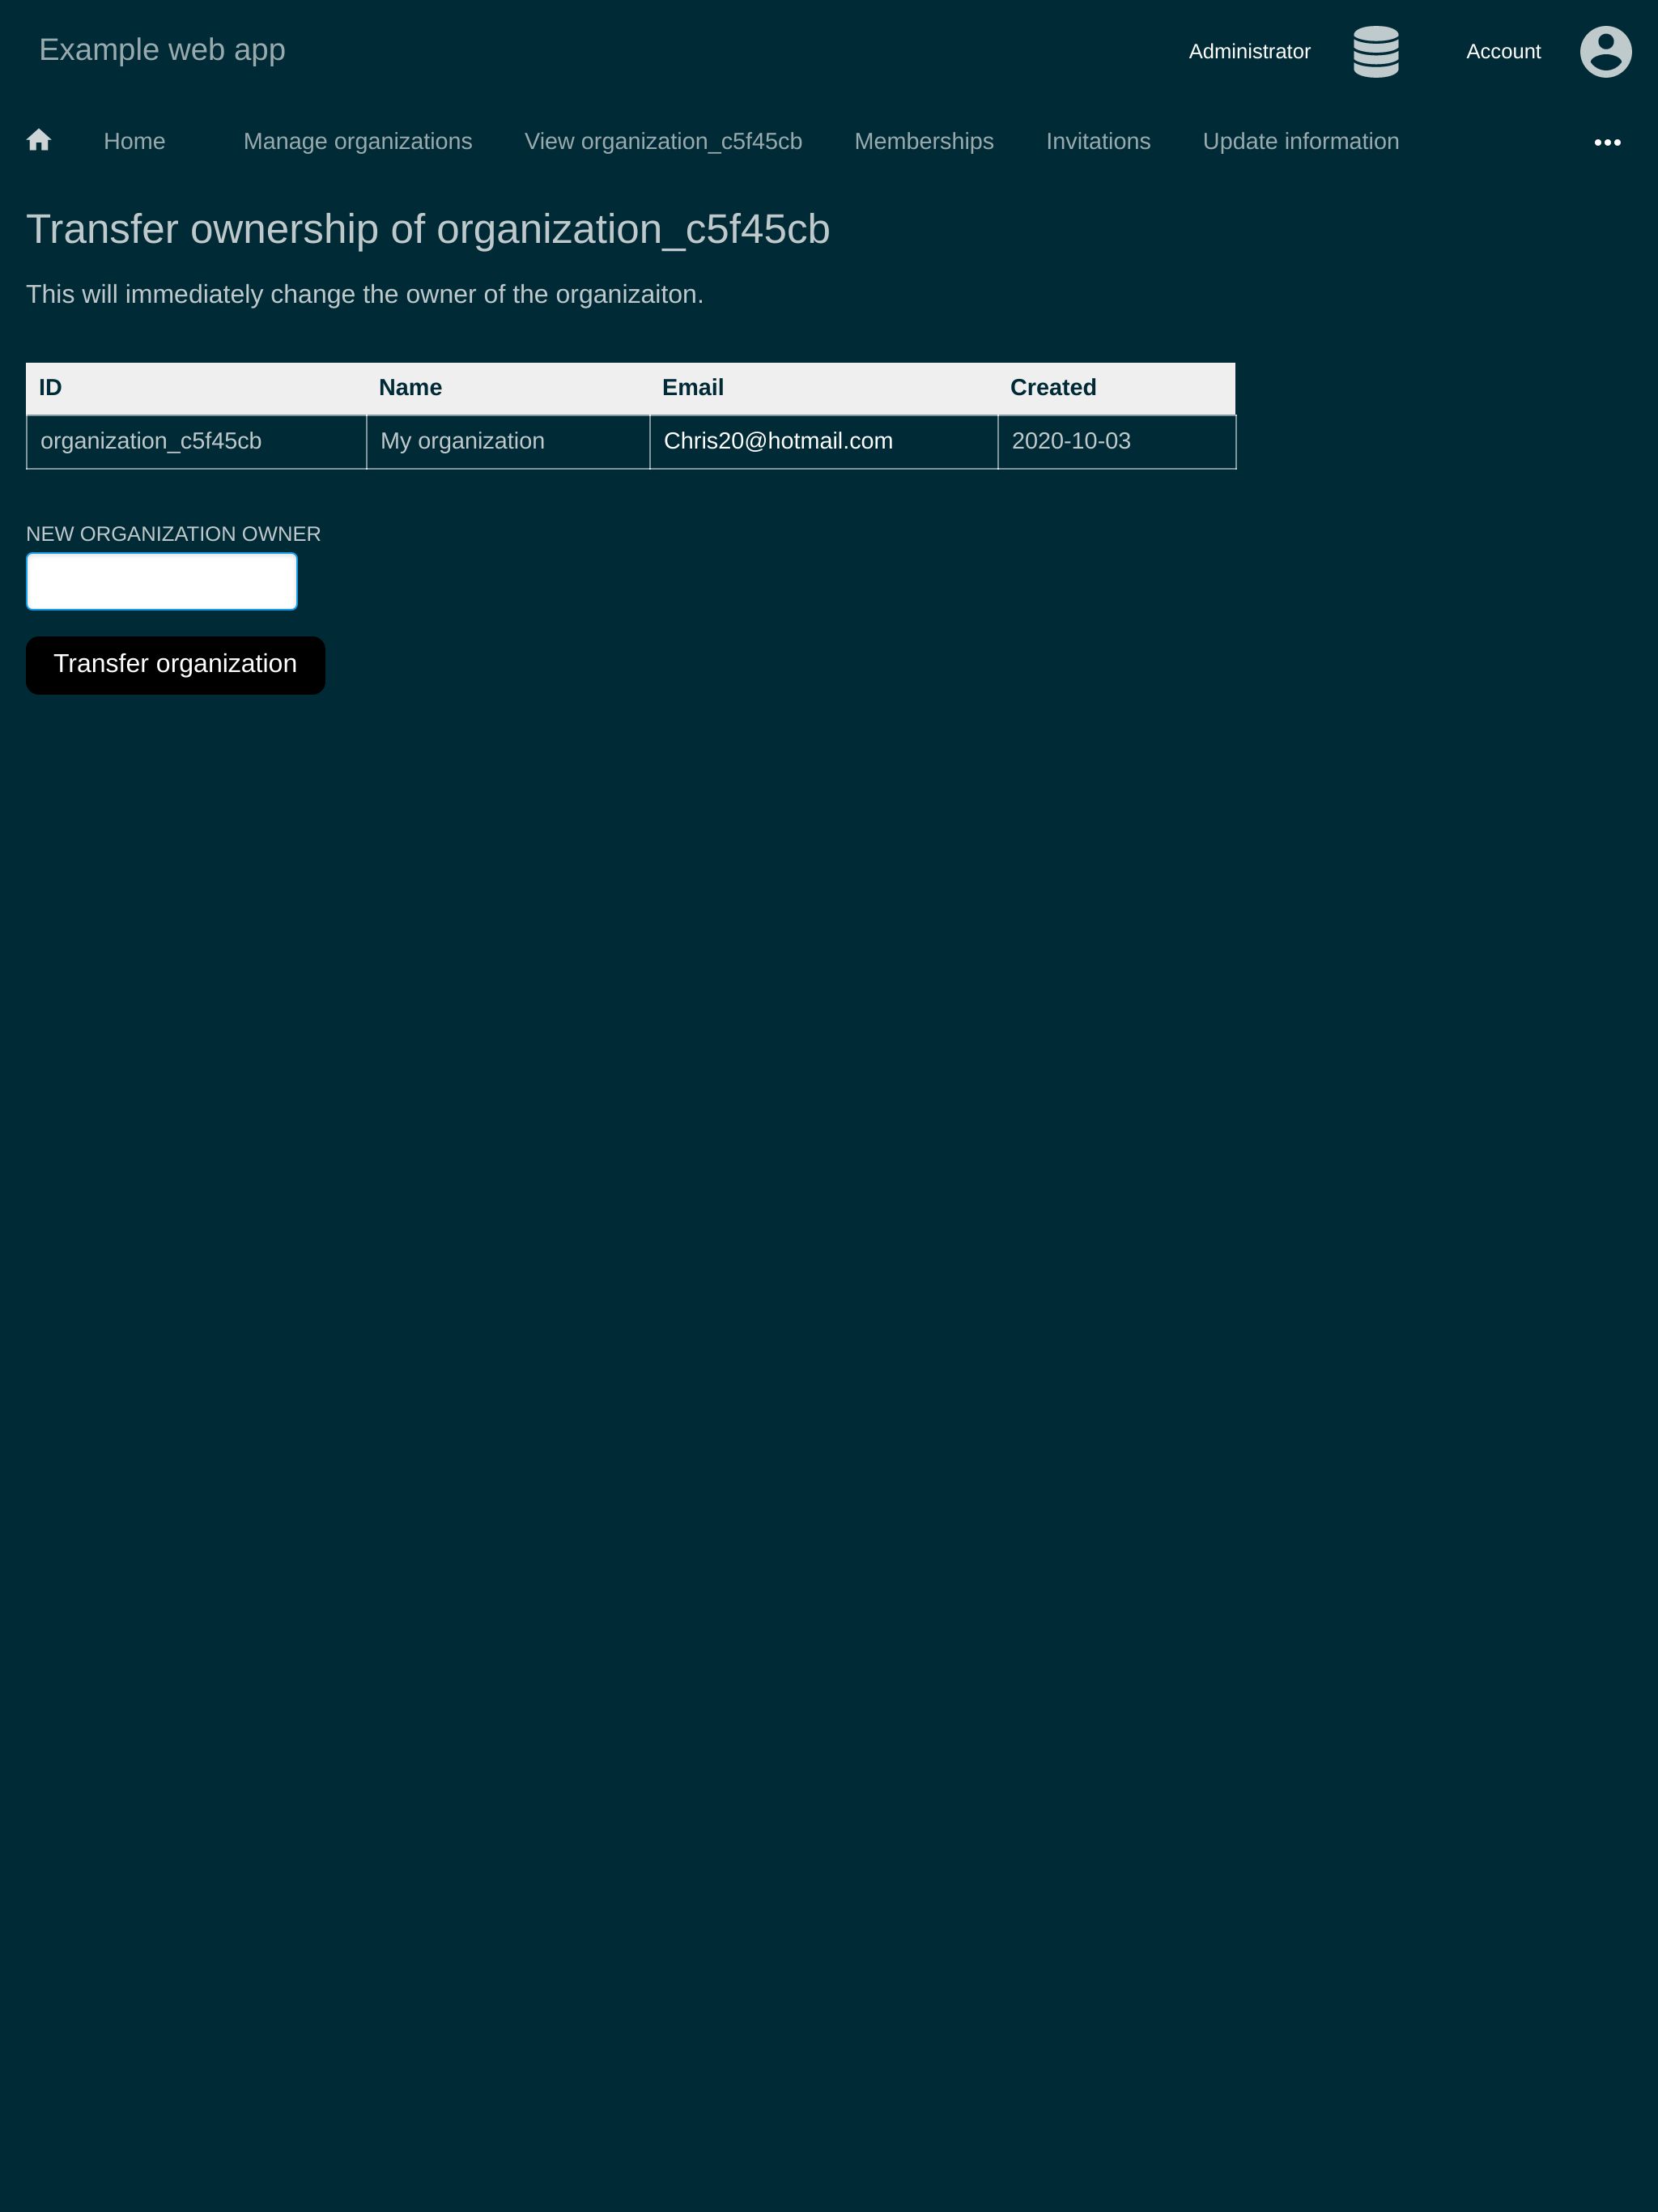 Example web app Administrator Account
Home Manage organizations View organization_c5f45cb Memberships Invitations Update information
Transfer ownership of organization_c5f45cb
This will immediately change the owner of the organizaiton.
ID Name Email Created
organization_c5f45cb My organization Chris20@hotmail.com 2020-10-03
NEW ORGANIZATION OWNER
Transfer organization